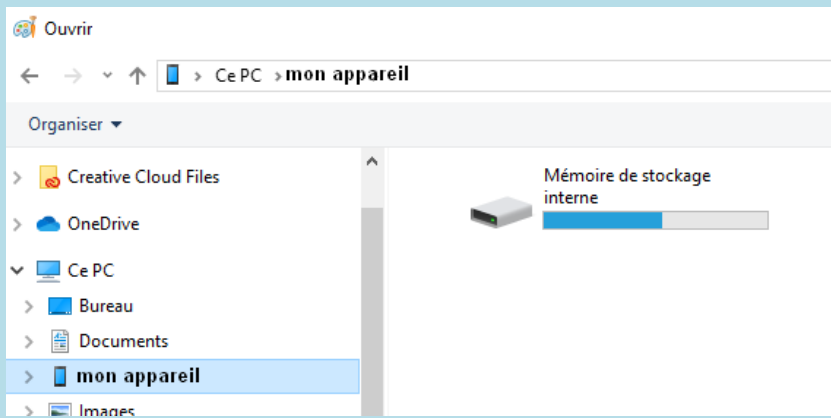 Ouvrir
Ce PC > mon appareil
Organiser
Creative Cloud Files
OneDrive
Ce PC
Bureau
Documents
mon appareil
Images
Mémoire de stockage
interne